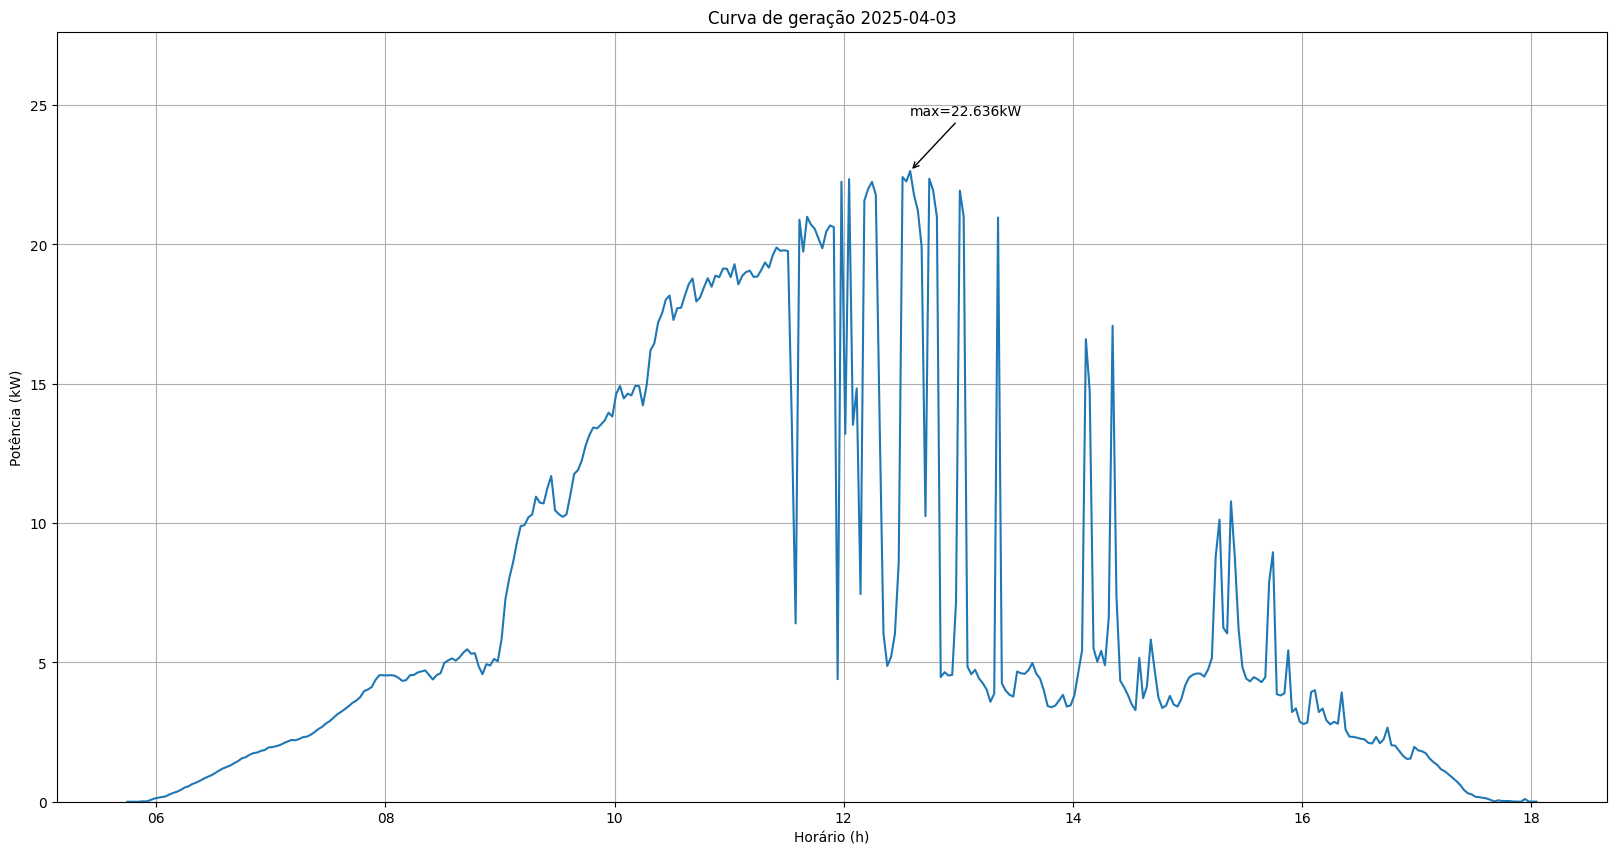 Curva de geração 2025-04-03
max=22.636kW
Potência (kW)
25
20
15
10
5
0
06 08 10 12 14 16 18
Horário (h)